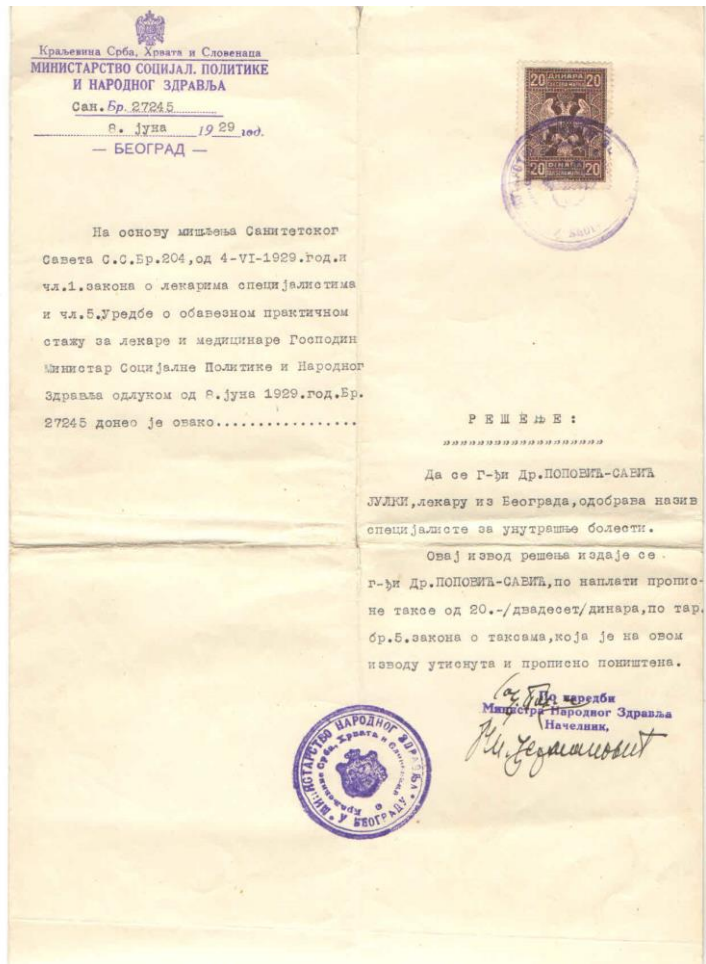 Краљевина Срба, Хрвата и Словенаца
МИНИСТАРСТВО СОЦИЈАЛ. ПОЛИТИКЕ
И НАРОДНОГ ЗДРАВЉА
Сан. Бр. 27245
8. јуна 1929 год.
— БЕОГРАД —
20 ДИНАРА 20
20 DINARA 20
На основу мишљења Санитетског
Савета С.С.Бр.204,од 4-VI-1929.год.и
чл.1.закона о лекарима специјалистима
и чл.5.Уредбе о обавезном практичном
стажу за лекаре и медицинаре Господин
Министар Социјалне Политике и Народног
Здравља одлуком од 8.јуна 1929.год.Бр.
27245 донео је овако.................
РЕШЕЊЕ:
Да се Г-ђи Др.ПОПОВИЋ-САВИЋ
ЈУЛКИ,лекару из Београда,одобрава назив
специјалисте за унутрашње болести.
Овај извод решења издаје се
г-ђи Др.ПОПОВИЋ-САВИЋ,по наплати пропис-
не таксе од 20.-/двадесет/динара,по тар.
бр.5.закона о таксама,која је на овом
изводу утиснута и прописно поништена.
По наредби
Министра Народног Здравља
Начелник,
МИНИСТАРСТВО НАРОДНОГ ЗДРАВЉА
Краљевине Срба, Хрвата и Словенаца
У БЕОГРАДУ